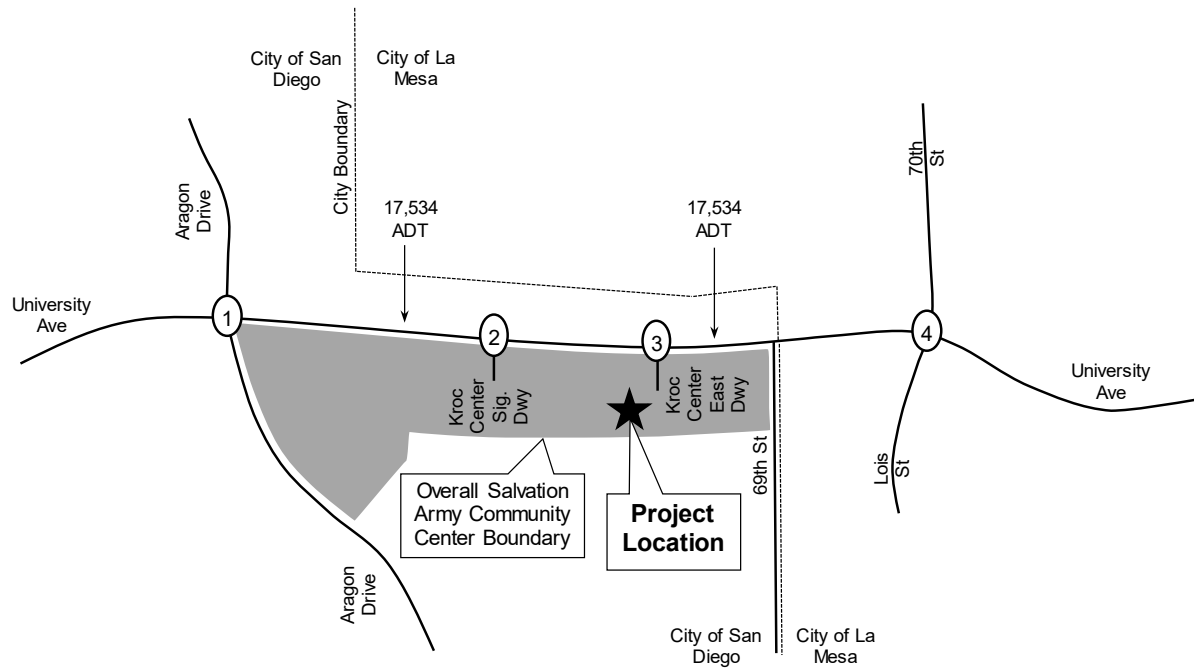 City of San
Diego
City of La
Mesa
City Boundary
70th
St
Aragon
Drive
17,534
ADT
17,534
ADT
University
Ave
1
2
3
4
Kroc
Center
Sig.
Dwy
Kroc
Center
East
Dwy
University
Ave
69th St
Lois
St
Overall Salvation
Army Community
Center Boundary
Project
Location
Aragon
Drive
City of San
Diego
City of La
Mesa